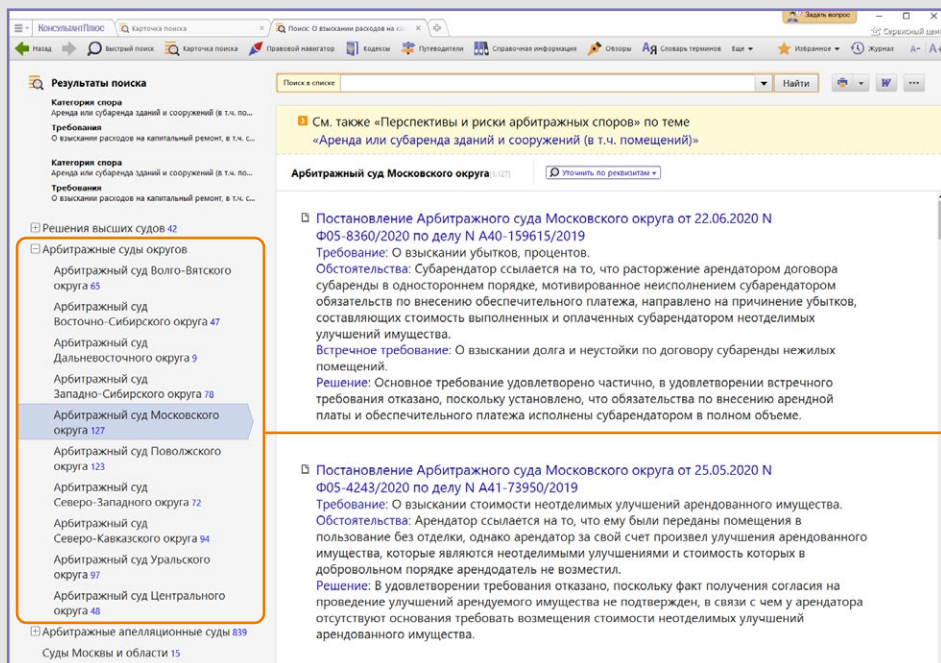 Задать вопрос
КонсультантПлюс
Карточка поиска
Поиск: О взыскании расходов на ка
Сервисный цен
Назад
Быстрый поиск
Карточка поиска
Правовой навигатор
Кодексы
Путеводители
Справочная информация
Обзоры
Словарь терминов
Еще
Избранное
Журнал
A-
A+
Результаты поиска
Категория спора
Аренда или субаренда зданий и сооружений (в т.ч. по...
Требования
О взыскании расходов на капитальный ремонт, в т.ч. с...
Категория спора
Аренда или субаренда зданий и сооружений (в т.ч. по...
Требования
О взыскании расходов на капитальный ремонт, в т.ч. с...
Решения высших судов 42
Арбитражные суды округов
Арбитражный суд Волго-Вятского
округа 65
Арбитражный суд
Восточно-Сибирского округа 47
Арбитражный суд
Дальневосточного округа 9
Арбитражный суд
Западно-Сибирского округа 78
Арбитражный суд Московского
округа 127
Арбитражный суд Поволжского
округа 123
Арбитражный суд
Северо-Западного округа 72
Арбитражный суд
Северо-Кавказского округа 94
Арбитражный суд Уральского
округа 97
Арбитражный суд Центрального
округа 48
Арбитражные апелляционные суды 839
Суды Москвы и области 15
Поиск в списке
Найти
W
См. также «Перспективы и риски арбитражных споров» по теме
«Аренда или субаренда зданий и сооружений (в т.ч. помещений)»
Арбитражный суд Московского округа [1,127]
Уточнить по реквизитам
Постановление Арбитражного суда Московского округа от 22.06.2020 N
Ф05-8360/2020 по делу N А40-159615/2019
Требование: О взыскании убытков, процентов.
Обстоятельства: Субарендатор ссылается на то, что расторжение арендатором договора
субаренды в одностороннем порядке, мотивированное неисполнением субарендатором
обязательств по внесению обеспечительного платежа, направлено на причинение убытков,
составляющих стоимость выполненных и оплаченных субарендатором неотделимых
улучшений имущества.
Встречное требование: О взыскании долга и неустойки по договору субаренды нежилых
помещений.
Решение: Основное требование удовлетворено частично, в удовлетворении встречного
требования отказано, поскольку установлено, что обязательства по внесению арендной
платы и обеспечительного платежа исполнены субарендатором в полном объеме.
Постановление Арбитражного суда Московского округа от 25.05.2020 N
Ф05-4243/2020 по делу N А41-73950/2019
Требование: О взыскании стоимости неотделимых улучшений арендованного имущества.
Обстоятельства: Арендатор ссылается на то, что ему были переданы помещения в
пользование без отделки, однако арендатор за свой счет произвел улучшения арендованного
имущества, которые являются неотделимыми улучшениями и стоимость которых в
добровольном порядке арендодатель не возместил.
Решение: В удовлетворении требования отказано, поскольку факт получения согласия на
проведение улучшений арендуемого имущества не подтвержден, в связи с чем у арендатора
отсутствуют основания требовать возмещения стоимости неотделимых улучшений
арендованного имущества.